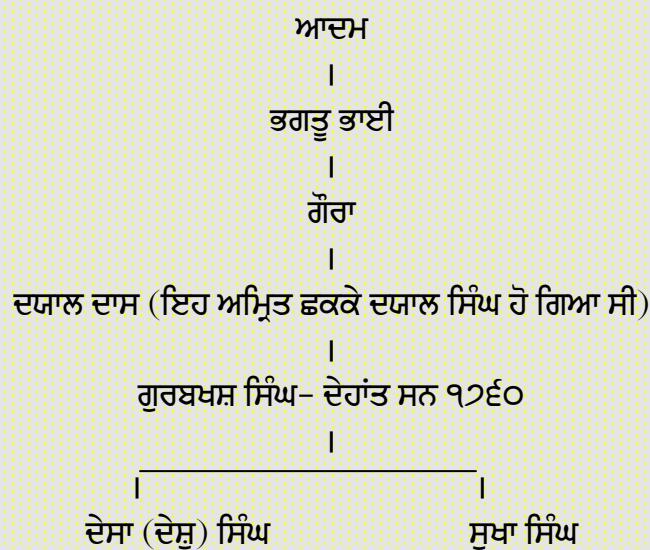 ਆਦਮ
ਭਗਤੂ ਭਾਈ
ਗੌਰਾ
ਦਯਾਲ ਦਾਸ (ਇਹ ਅਮ੍ਰਿਤ ਛਕਕੇ ਦਯਾਲ ਸਿੰਘ ਹੋ ਗਿਆ ਸੀ)
ਗੁਰਬਖਸ਼ ਸਿੰਘ- ਦੇਹਾਂਤ ਸਨ ੧੭੬੦
ਦੇਸਾ (ਦੇਸ਼ੁ) ਸਿੰਘ ਸੁਖਾ ਸਿੰਘ